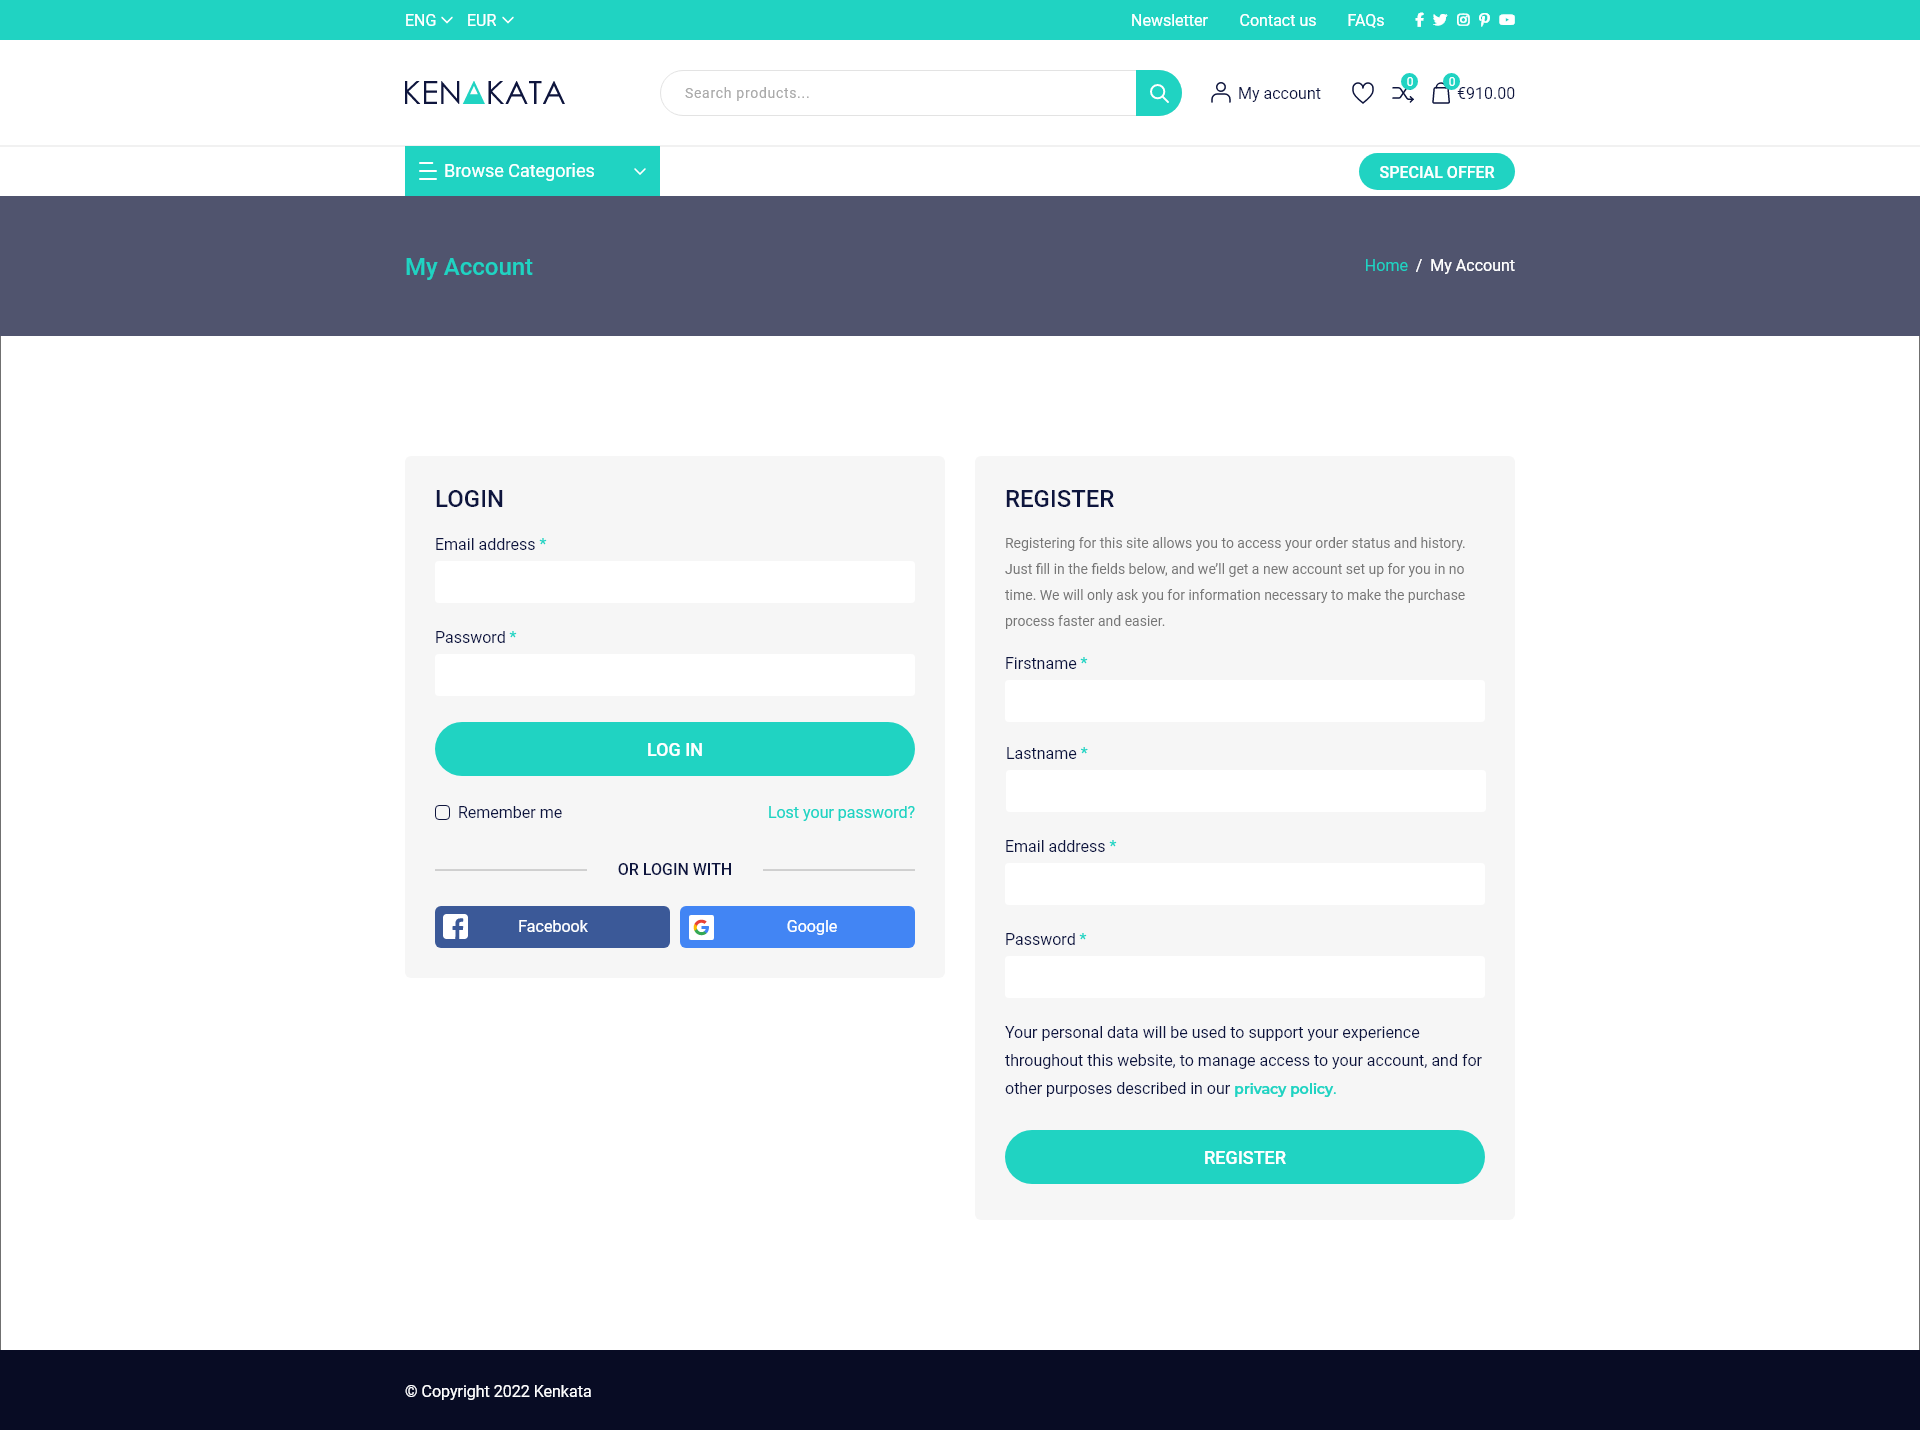 ENG EUR Newsletter Contact us FAQs
KENAKATA Search products... My account 0 0 €910.00
Browse Categories SPECIAL OFFER
My Account Home / My Account
LOGIN
Email address *
Password *
LOG IN
Remember me Lost your password?
OR LOGIN WITH
Facebook Google
REGISTER
Registering for this site allows you to access your order status and history.
Just fill in the fields below, and we’ll get a new account set up for you in no
time. We will only ask you for information necessary to make the purchase
process faster and easier.
Firstname *
Lastname *
Email address *
Password *
Your personal data will be used to support your experience
throughout this website, to manage access to your account, and for
other purposes described in our privacy policy.
REGISTER
© Copyright 2022 Kenkata